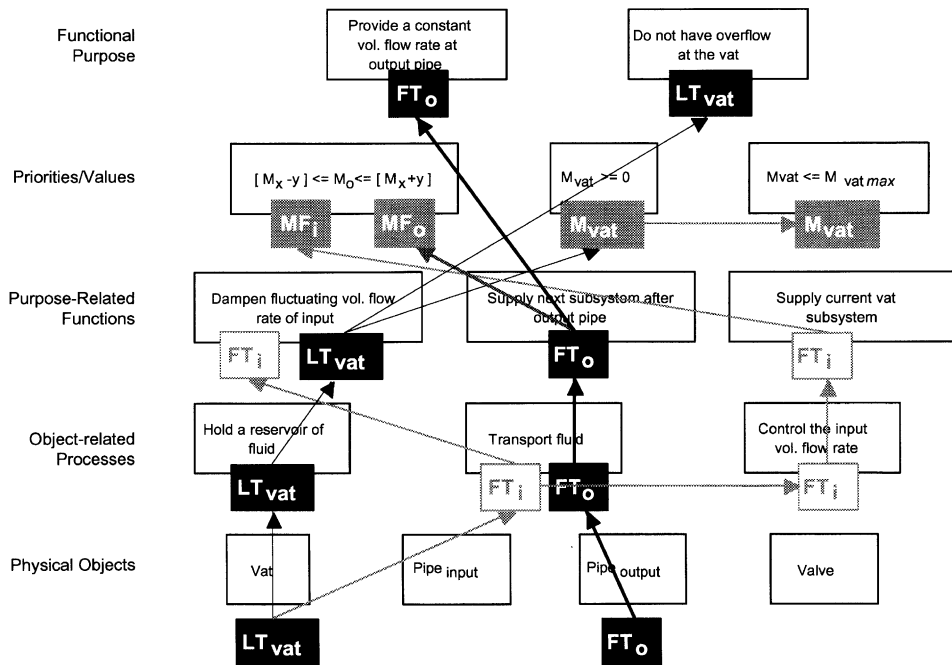 Functional
Purpose
Provide a constant
vol. flow rate at
output pipe
FTo
Do not have overflow
at the vat
LTvat
Priorities/Values
[ Mx -y ] <= Mo<= [ Mx+y ]
MFi
MFo
Mvat >= 0
Mvat
Mvat <= M vat max
Mvat
Purpose-Related
Functions
Dampen fluctuating vol. flow
rate of input
FTi
LTvat
Supply next subsystem after
output pipe
FTo
Supply current vat
subsystem
FTi
Object-related
Processes
Hold a reservoir of
fluid
LTvat
Transport fluid
FTi
FTo
Control the input
vol. flow rate
FTi
Physical Objects
Vat
Pipe input
Pipe output
Valve
LTvat
FTo